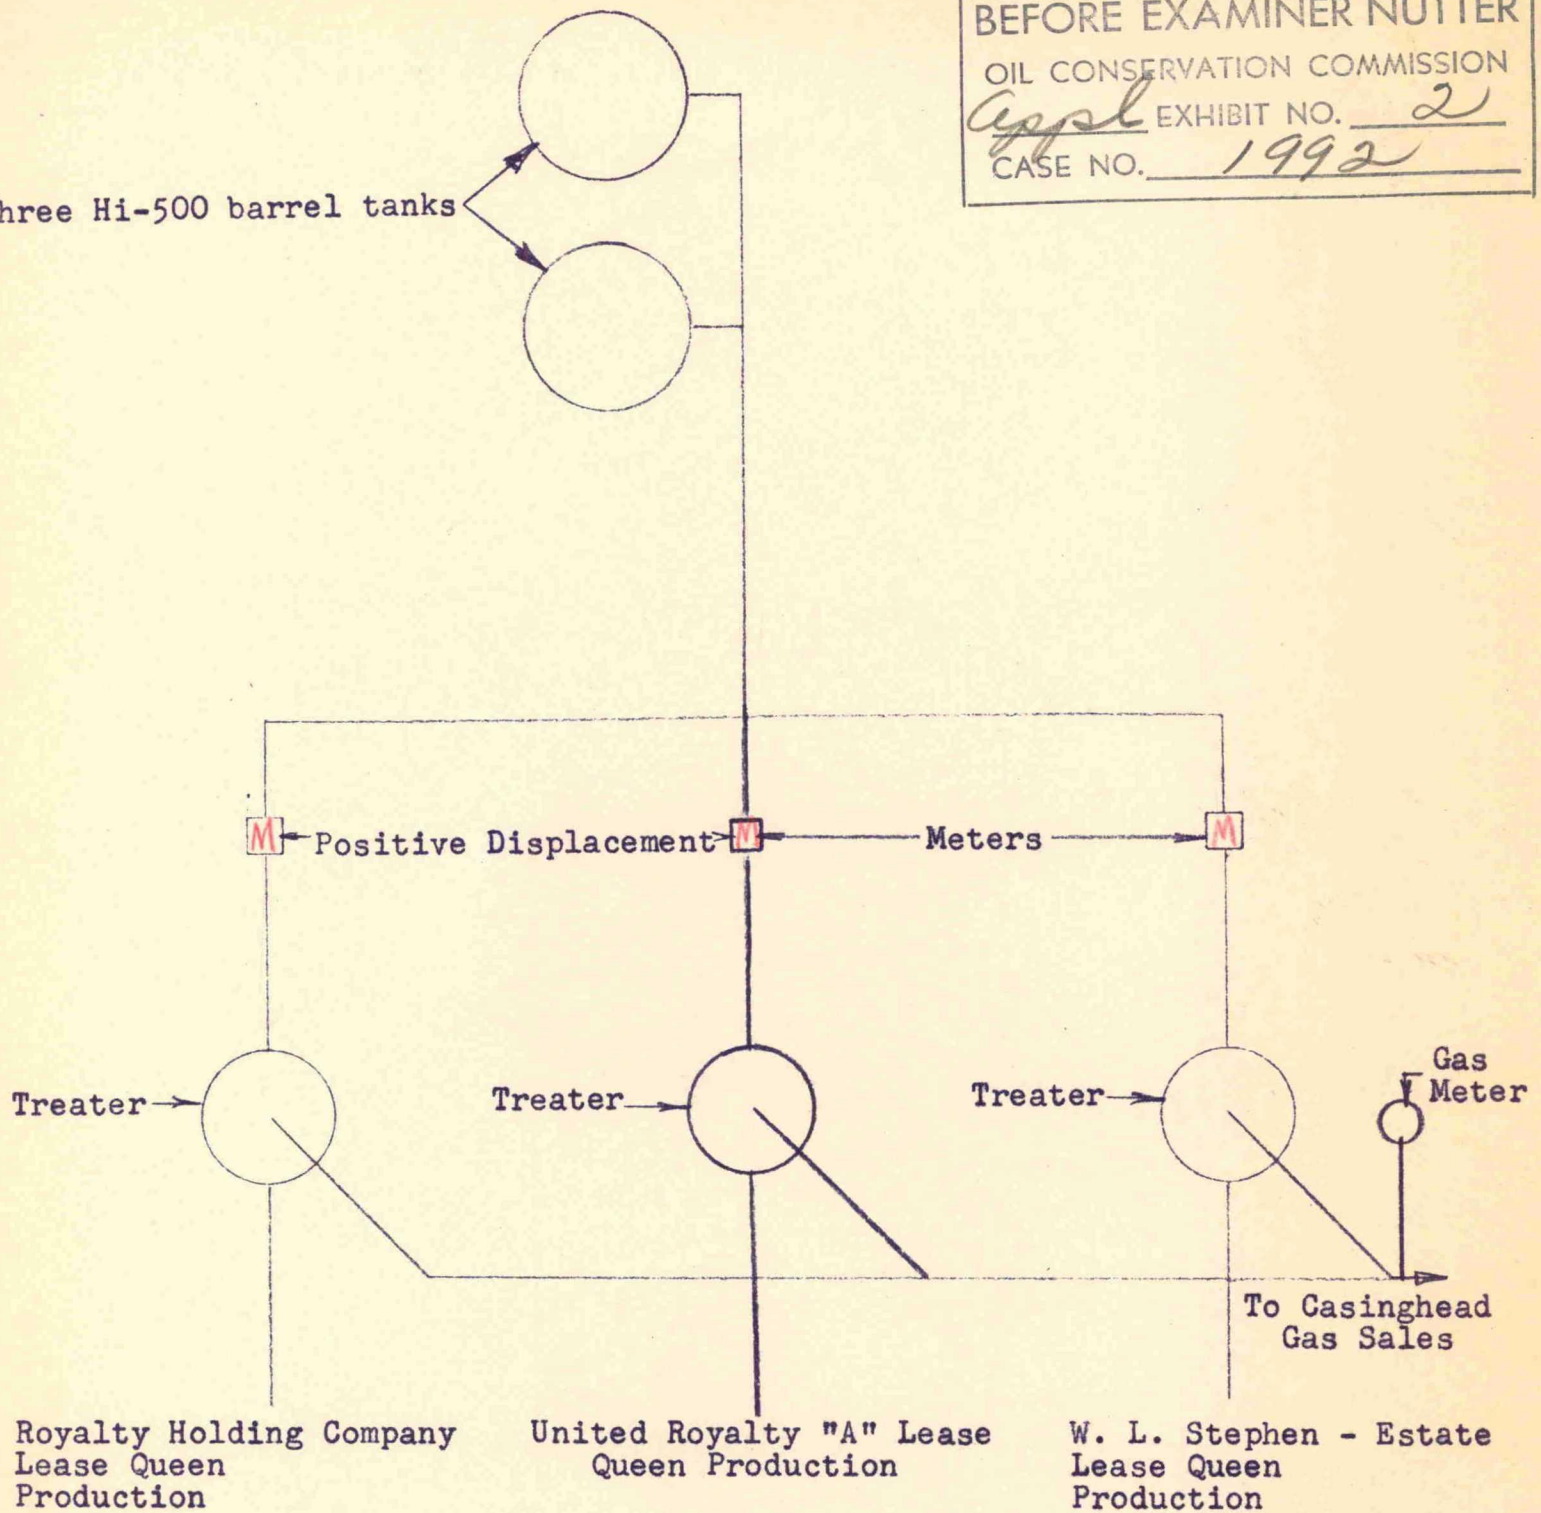 BEFORE EXAMINER NUTTER
OIL CONSERVATION COMMISSION
Appl EXHIBIT NO. 2
CASE NO. 1992
hree Hi-500 barrel tanks
M
Positive Displacement
M
Meters
M
Treater
Treater
Treater
Gas
Meter
To Casinghead
Gas Sales
Royalty Holding Company
Lease Queen
Production
United Royalty "A" Lease
Queen Production
W. L. Stephen - Estate
Lease Queen
Production